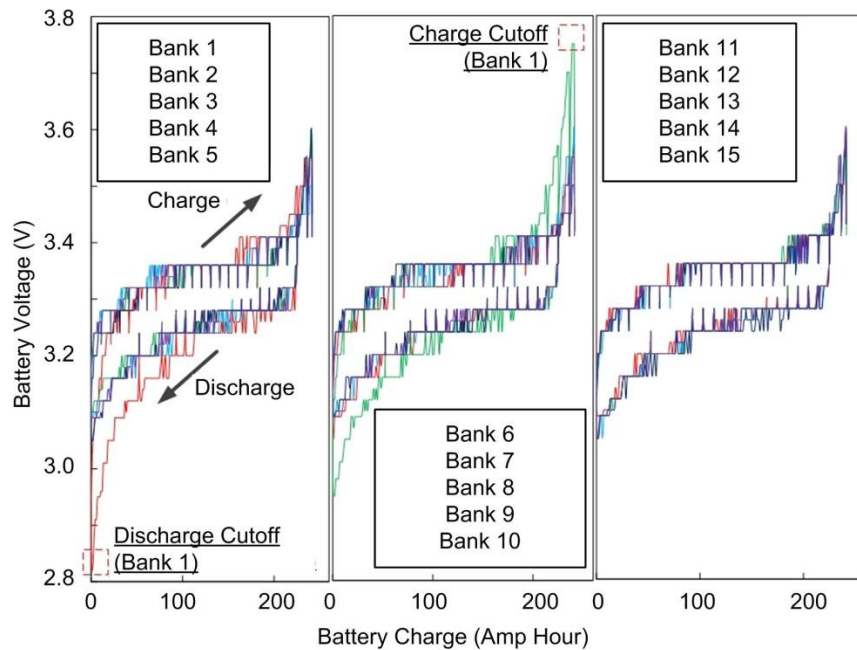 3.8
3.6
3.4
3.2
3.0
2.8
Battery Voltage (V)
Bank 1
Bank 2
Bank 3
Bank 4
Bank 5
Charge
Discharge
Discharge Cutoff
(Bank 1)
0
100
200
Charge Cutoff
(Bank 1)
Bank 6
Bank 7
Bank 8
Bank 9
Bank 10
0
100
200
Bank 11
Bank 12
Bank 13
Bank 14
Bank 15
0
100
200
Battery Charge (Amp Hour)